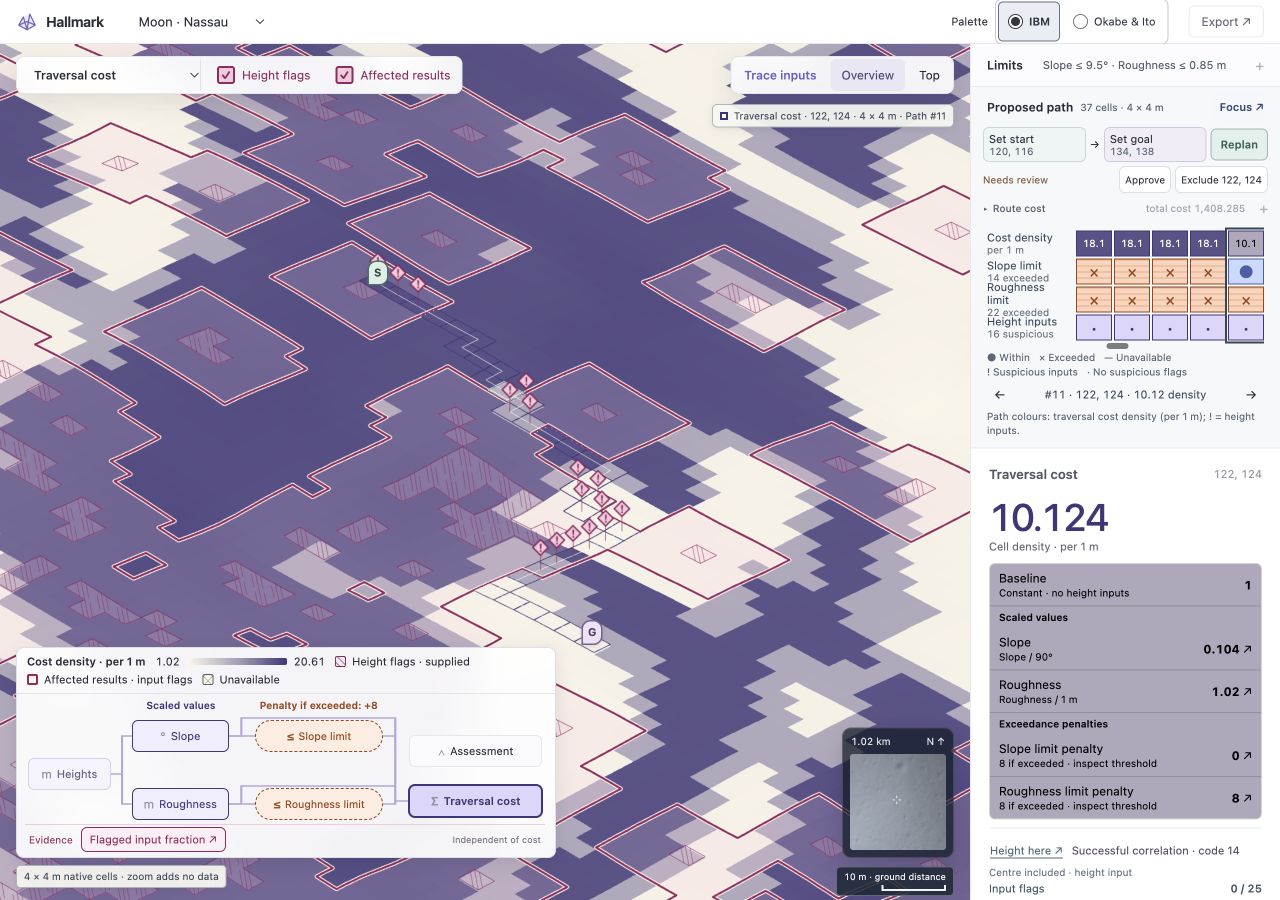 Hallmark
Moon · Nassau
Palette
IBM
Okabe & Ito
Export ↗
Traversal cost
Height flags
Affected results
Trace inputs
Overview
Top
Traversal cost · 122, 124 · 4 × 4 m · Path #11
S
G
Cost density · per 1 m 1.02 20.61 Height flags · supplied
Affected results · input flags Unavailable
Scaled values
Penalty if exceeded: +8
° Slope
≤ Slope limit
∧ Assessment
m Heights
m Roughness
≤ Roughness limit
Σ Traversal cost
Evidence
Flagged input fraction ↗
Independent of cost
4 × 4 m native cells · zoom adds no data
1.02 km N ↑
10 m · ground distance
Limits
Slope ≤ 9.5° · Roughness ≤ 0.85 m +
Proposed path 37 cells · 4 × 4 m
Focus ↗
Set start
120, 116
→
Set goal
134, 138
Replan
Needs review
Approve
Exclude 122, 124
▸ Route cost
total cost 1,408.285 +
Cost density
per 1 m
18.1 18.1 18.1 18.1 10.1
Slope limit
14 exceeded
× × × ×
Roughness
limit
22 exceeded
× × × × ×
Height inputs
16 suspicious
· · · · ·
● Within × Exceeded — Unavailable
! Suspicious inputs · No suspicious flags
← #11 · 122, 124 · 10.12 density →
Path colours: traversal cost density (per 1 m); ! = height
inputs.
Traversal cost
122, 124
10.124
Cell density · per 1 m
Baseline
Constant · no height inputs
1
Scaled values
Slope
Slope / 90°
0.104 ↗
Roughness
Roughness / 1 m
1.02 ↗
Exceedance penalties
Slope limit penalty
8 if exceeded · inspect threshold
0 ↗
Roughness limit penalty
8 if exceeded · inspect threshold
8 ↗
Height here ↗ Successful correlation · code 14
Centre included · height input
Input flags
0 / 25